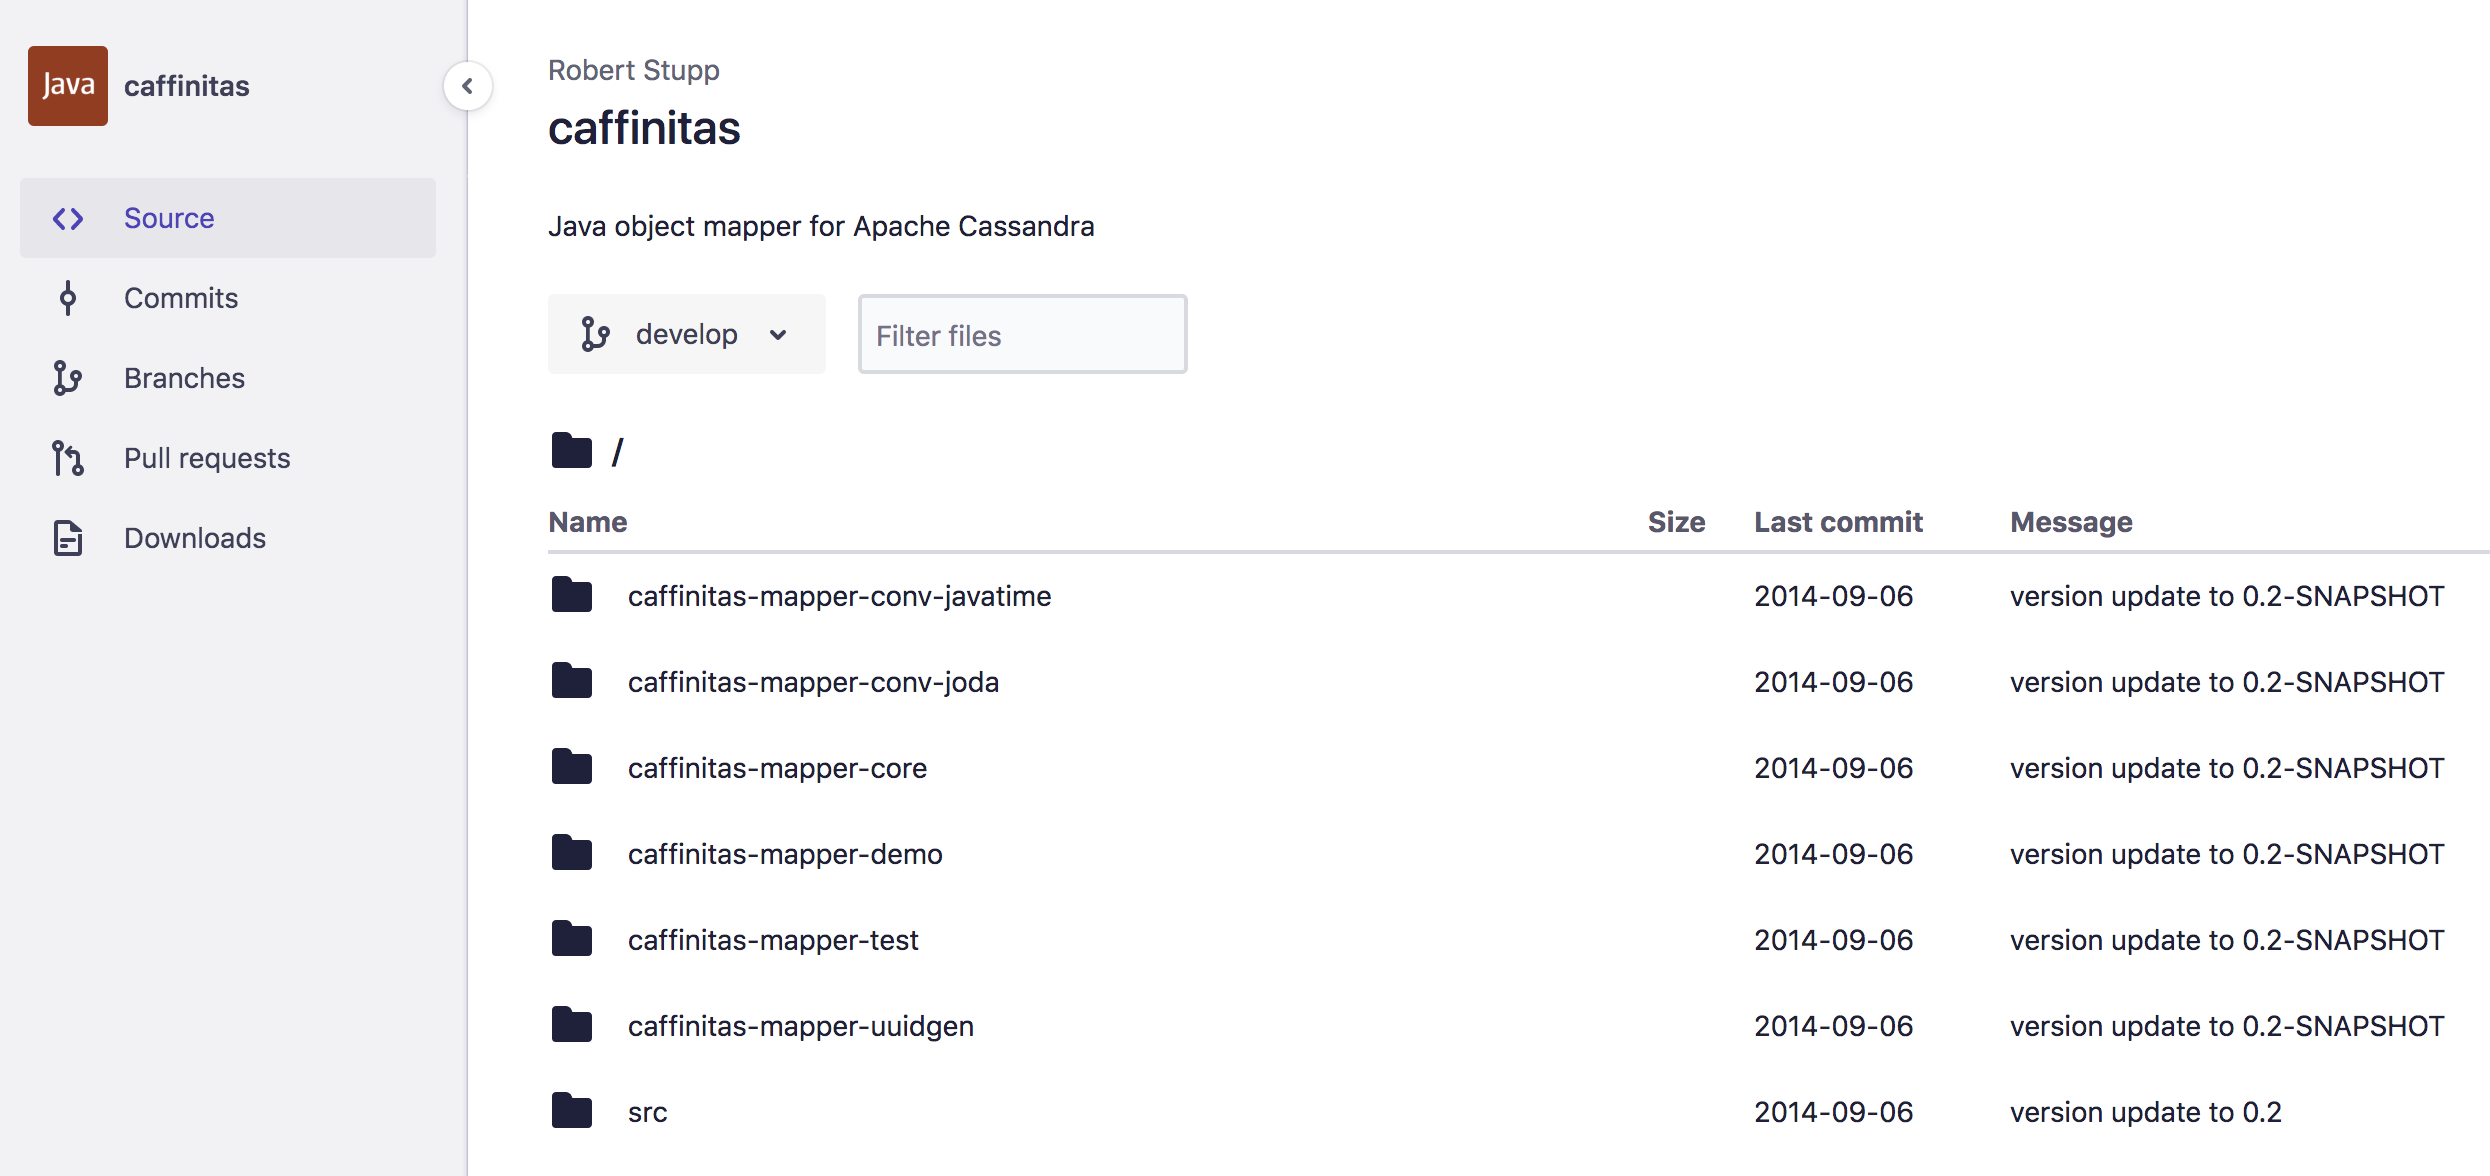 Java caffinitas
Source
Commits
Branches
Pull requests
Downloads
Robert Stupp
caffinitas
Java object mapper for Apache Cassandra
develop Filter files
/
Name Size Last commit Message
caffinitas-mapper-conv-javatime 2014-09-06 version update to 0.2-SNAPSHOT
caffinitas-mapper-conv-joda 2014-09-06 version update to 0.2-SNAPSHOT
caffinitas-mapper-core 2014-09-06 version update to 0.2-SNAPSHOT
caffinitas-mapper-demo 2014-09-06 version update to 0.2-SNAPSHOT
caffinitas-mapper-test 2014-09-06 version update to 0.2-SNAPSHOT
caffinitas-mapper-uuidgen 2014-09-06 version update to 0.2-SNAPSHOT
src 2014-09-06 version update to 0.2